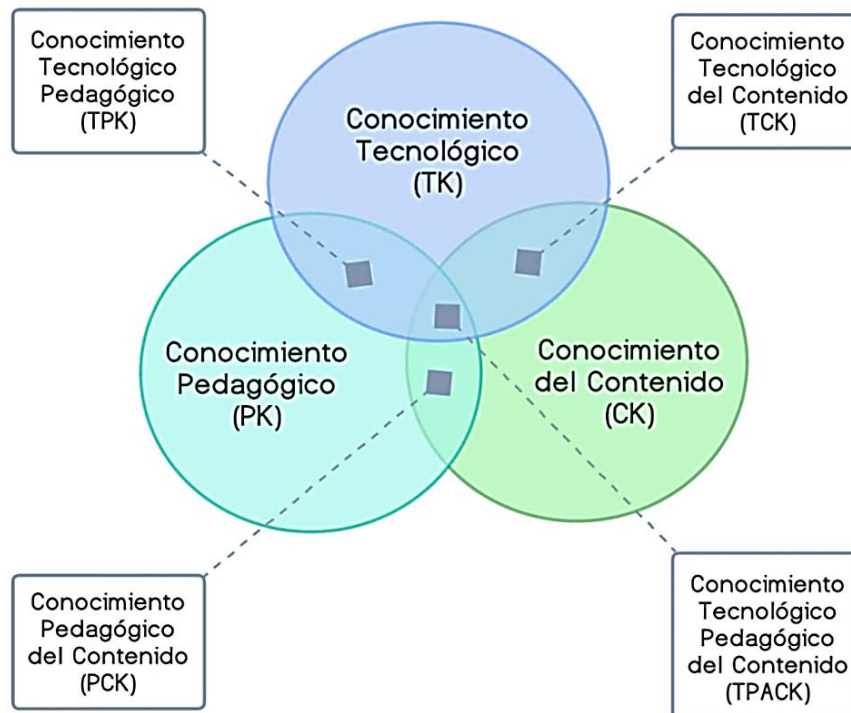 Conocimiento
Tecnológico
Pedagógico
(TPK)
Conocimiento
Tecnológico
(TK)
Conocimiento
Tecnológico
del Contenido
(TCK)
Conocimiento
Pedagógico
(PK)
Conocimiento
del Contenido
(CK)
Conocimiento
Pedagógico
del Contenido
(PCK)
Conocimiento
Tecnológico
Pedagógico
del Contenido
(TPACK)